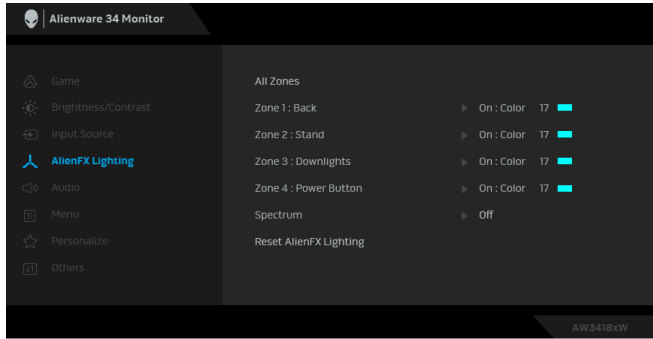 Alienware 34 Monitor
Game
All Zones
Brightness/Contrast
Zone 1 : Back On : Color 17
Input Source
Zone 2 : Stand On : Color 17
AlienFX Lighting
Zone 3 : Downlights On : Color 17
Audio
Zone 4 : Power Button On : Color 17
Menu
Spectrum Off
Personalize
Reset AlienFX Lighting
Others
AW3418xW